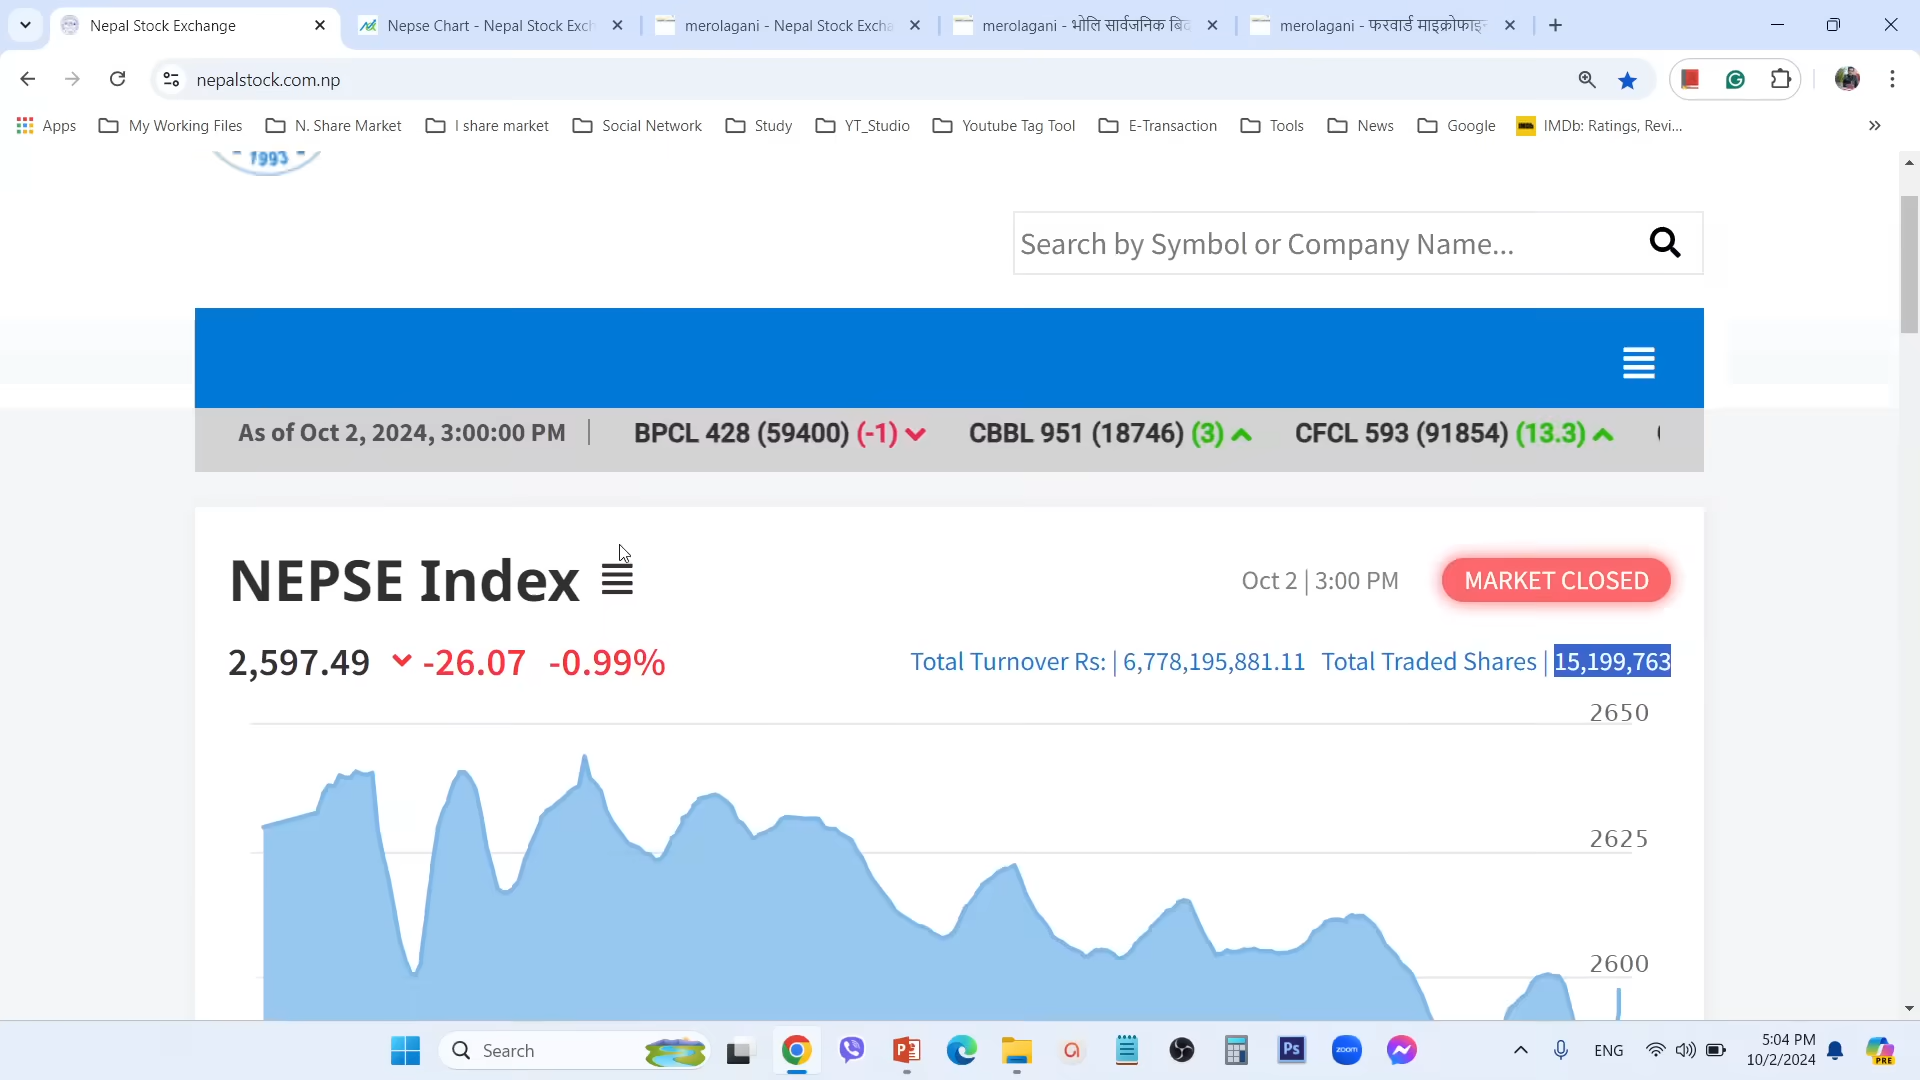 Nepal Stock Exchange
Nepse Chart - Nepal Stock Exch
merolagani - Nepal Stock Excha
merolagani - भोलि सार्वजनिक बिक
merolagani - फरवार्ड माइक्रोफाइन
nepalstock.com.np
Apps
My Working Files
N. Share Market
I share market
Social Network
Study
YT_Studio
Youtube Tag Tool
E-Transaction
Tools
News
Google
IMDb: Ratings, Revi...
- 1993 -
Search by Symbol or Company Name...
As of Oct 2, 2024, 3:00:00 PM | BPCL 428 (59400) (-1) CBBL 951 (18746) (3) CFCL 593 (91854) (13.3)
NEPSE Index
Oct 2 | 3:00 PM
MARKET CLOSED
2,597.49 -26.07 -0.99%
Total Turnover Rs: | 6,778,195,881.11 Total Traded Shares | 15,199,763
2650
2625
2600
Search
Ps
zoom
ENG
5:04 PM
10/2/2024
PRE